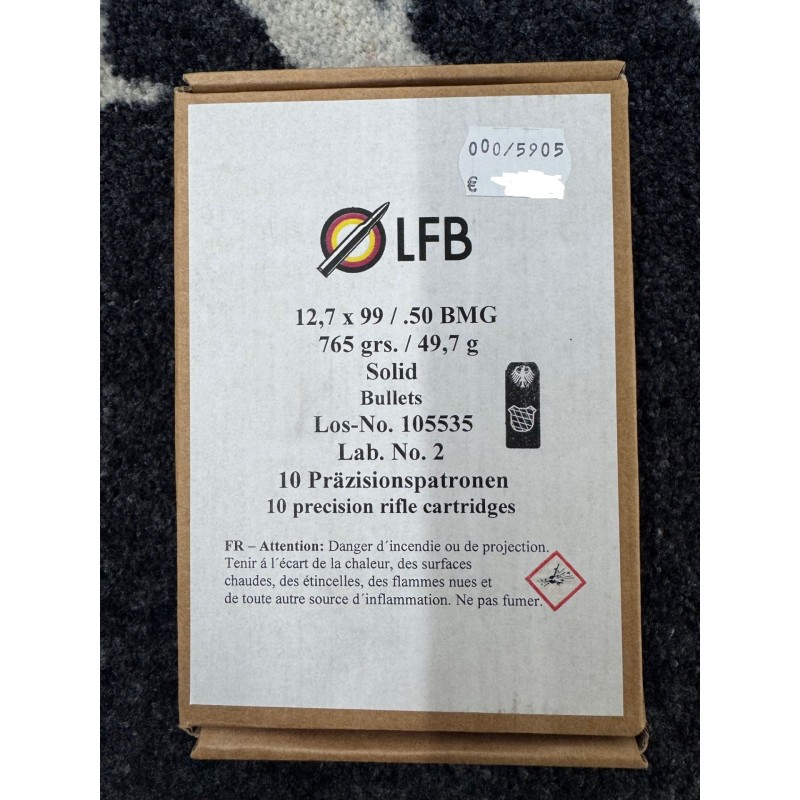 000/5905
€
LFB
12,7 x 99 / .50 BMG
765 grs. / 49,7 g
Solid
Bullets
Los-No. 105535
Lab. No. 2
10 Präzisionspatronen
10 precision rifle cartridges
FR – Attention: Danger d´incendie ou de projection.
Tenir á l´écart de la chaleur, des surfaces
chaudes, des étincelles, des flammes nues et
de toute autre source d´inflammation. Ne pas fumer.